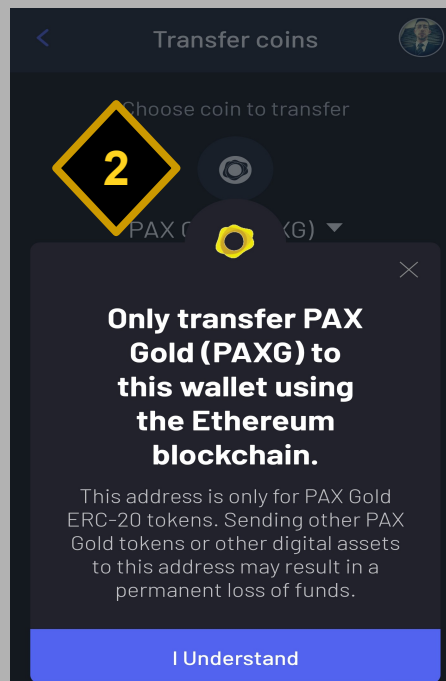 Transfer coins
Choose coin to transfer
2
PAX XG)
Only transfer PAX
Gold (PAXG) to
this wallet using
the Ethereum
blockchain.
This address is only for PAX Gold
ERC-20 tokens. Sending other PAX
Gold tokens or other digital assets
to this address may result in a
permanent loss of funds.
I Understand